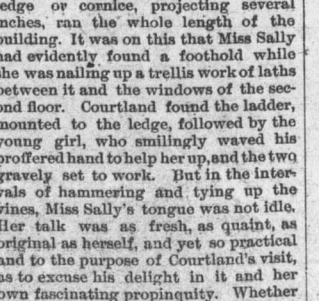 edge or cornice, projecting several
nches, ran the whole length of the
uilding. It was on this that Miss Sally
ad evidently found a foothold while
he was nailing up a trellis work of laths
etween it and the windows of the sec-
ond floor. Courtland found the ladder,
mounted to the ledge, followed by the
young girl, who smilingly waved his
proffered hand to help her up,and the two
gravely set to work. But in the inter-
vals of hammering and tying up the
vines, Miss Sally's tongue was not idle.
Her talk was as fresh, as quaint, as
original as herself, and yet so practical
and to the purpose of Courtland's visit,
as to excuse his delight in it and her
own fascinating propinquity. Whether